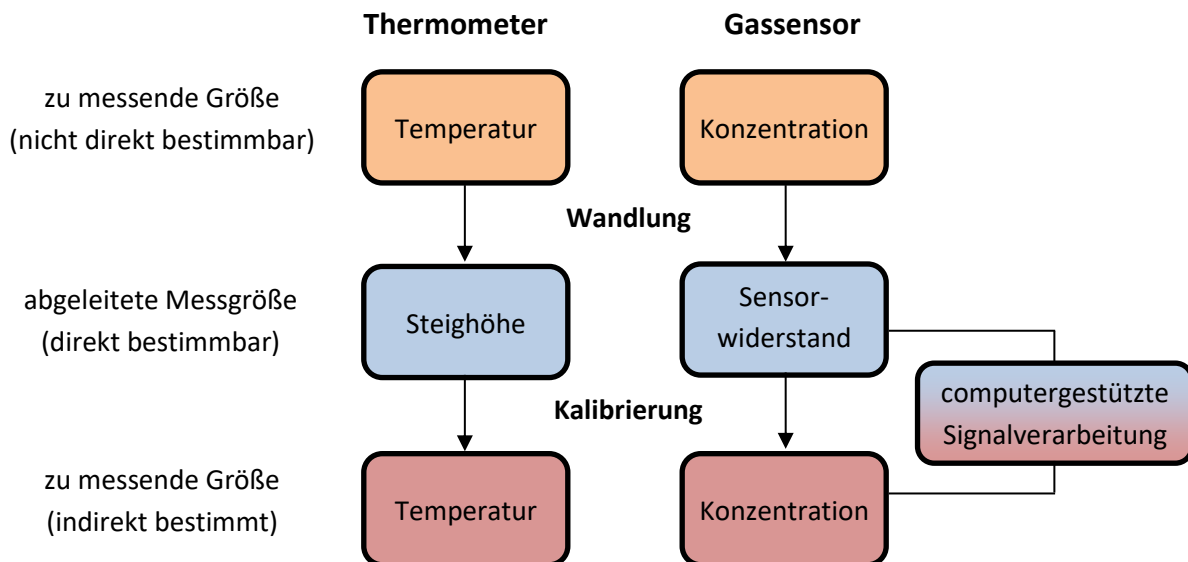 Thermometer
Gassensor
zu messende Größe
(nicht direkt bestimmbar)
Temperatur
Konzentration
Wandlung
abgeleitete Messgröße
(direkt bestimmbar)
Steighöhe
Sensor-
widerstand
computergestützte
Signalverarbeitung
Kalibrierung
zu messende Größe
(indirekt bestimmt)
Temperatur
Konzentration